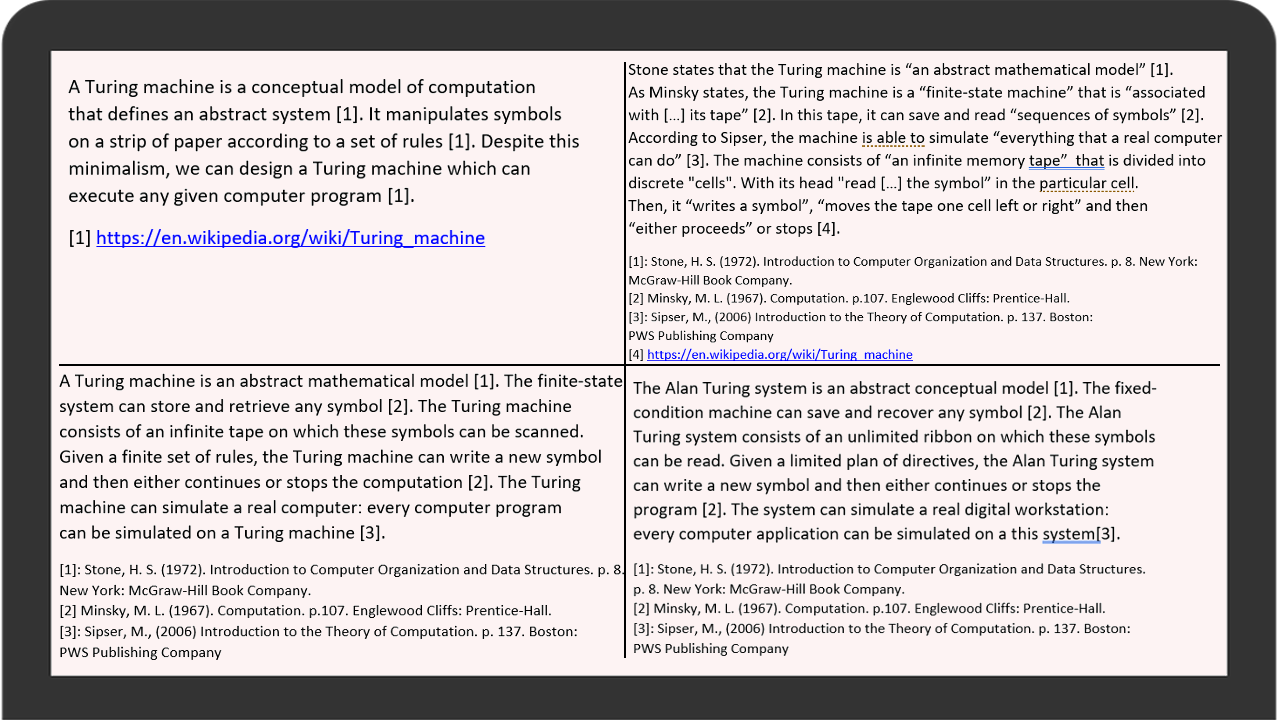 A Turing machine is a conceptual model of computation
that defines an abstract system [1]. It manipulates symbols
on a strip of paper according to a set of rules [1]. Despite this
minimalism, we can design a Turing machine which can
execute any given computer program [1].
[1] https://en.wikipedia.org/wiki/Turing_machine
Stone states that the Turing machine is “an abstract mathematical model” [1].
As Minsky states, the Turing machine is a “finite-state machine” that is “associated
with […] its tape” [2]. In this tape, it can save and read “sequences of symbols” [2].
According to Sipser, the machine is able to simulate “everything that a real computer
can do” [3]. The machine consists of “an infinite memory tape”  that is divided into
discrete "cells". With its head "read […] the symbol” in the particular cell.
Then, it “writes a symbol”, “moves the tape one cell left or right” and then
“either proceeds” or stops [4].
[1]: Stone, H. S. (1972). Introduction to Computer Organization and Data Structures. p. 8. New York:
McGraw-Hill Book Company.
[2] Minsky, M. L. (1967). Computation. p.107. Englewood Cliffs: Prentice-Hall.
[3]: Sipser, M., (2006) Introduction to the Theory of Computation. p. 137. Boston:
PWS Publishing Company
[4] https://en.wikipedia.org/wiki/Turing_machine
A Turing machine is an abstract mathematical model [1]. The finite-state
system can store and retrieve any symbol [2]. The Turing machine
consists of an infinite tape on which these symbols can be scanned.
Given a finite set of rules, the Turing machine can write a new symbol
and then either continues or stops the computation [2]. The Turing
machine can simulate a real computer: every computer program
can be simulated on a Turing machine [3].
[1]: Stone, H. S. (1972). Introduction to Computer Organization and Data Structures. p. 8.
New York: McGraw-Hill Book Company.
[2] Minsky, M. L. (1967). Computation. p.107. Englewood Cliffs: Prentice-Hall.
[3]: Sipser, M., (2006) Introduction to the Theory of Computation. p. 137. Boston:
PWS Publishing Company
The Alan Turing system is an abstract conceptual model [1]. The fixed-
condition machine can save and recover any symbol [2]. The Alan
Turing system consists of an unlimited ribbon on which these symbols
can be read. Given a limited plan of directives, the Alan Turing system
can write a new symbol and then either continues or stops the
program [2]. The system can simulate a real digital workstation:
every computer application can be simulated on a this system[3].
[1]: Stone, H. S. (1972). Introduction to Computer Organization and Data Structures.
p. 8. New York: McGraw-Hill Book Company.
[2] Minsky, M. L. (1967). Computation. p.107. Englewood Cliffs: Prentice-Hall.
[3]: Sipser, M., (2006) Introduction to the Theory of Computation. p. 137. Boston:
PWS Publishing Company